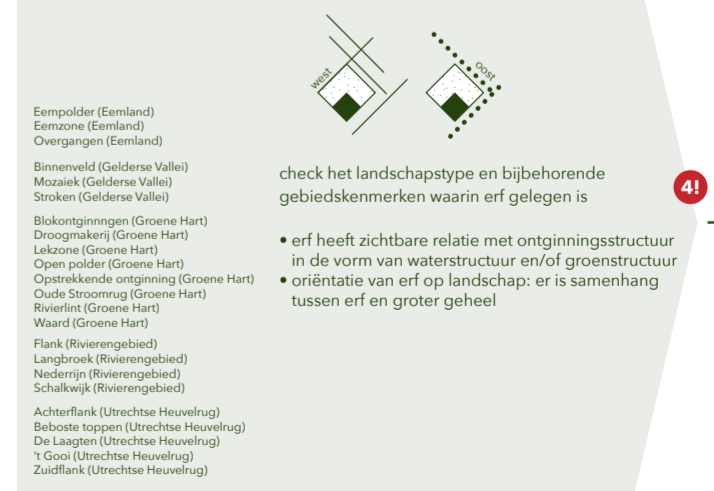 west
oost
Eempolder (Eemland)
Eemzone (Eemland)
Overgangen (Eemland)
Binnenveld (Gelderse Vallei)
Mozaiek (Gelderse Vallei)
Stroken (Gelderse Vallei)
Blokontginnngen (Groene Hart)
Droogmakerij (Groene Hart)
Lekzone (Groene Hart)
Open polder (Groene Hart)
Opstrekkende ontginning (Groene Hart)
Oude Stroomrug (Groene Hart)
Rivierlint (Groene Hart)
Waard (Groene Hart)
Flank (Rivierengebied)
Langbroek (Rivierengebied)
Nederrijn (Rivierengebied)
Schalkwijk (Rivierengebied)
Achterflank (Utrechtse Heuvelrug)
Beboste toppen (Utrechtse Heuvelrug)
De Laagten (Utrechtse Heuvelrug)
't Gooi (Utrechtse Heuvelrug)
Zuidflank (Utrechtse Heuvelrug)
check het landschapstype en bijbehorende
gebiedskenmerken waarin erf gelegen is
• erf heeft zichtbare relatie met ontginningsstructuur
in de vorm van waterstructuur en/of groenstructuur
• oriëntatie van erf op landschap: er is samenhang
tussen erf en groter geheel
4!